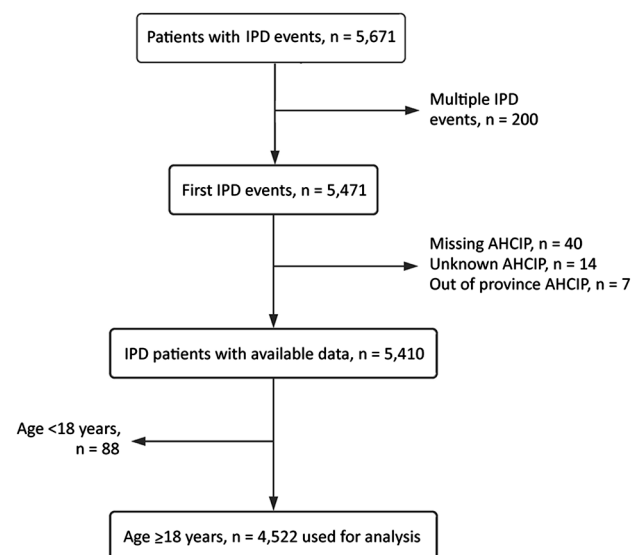 Patients with IPD events, n = 5,671
Multiple IPD
events, n = 200
First IPD events, n = 5,471
Missing AHCIP, n = 40
Unknown AHCIP, n = 14
Out of province AHCIP, n = 7
IPD patients with available data, n = 5,410
Age <18 years,
n = 88
Age ≥18 years, n = 4,522 used for analysis